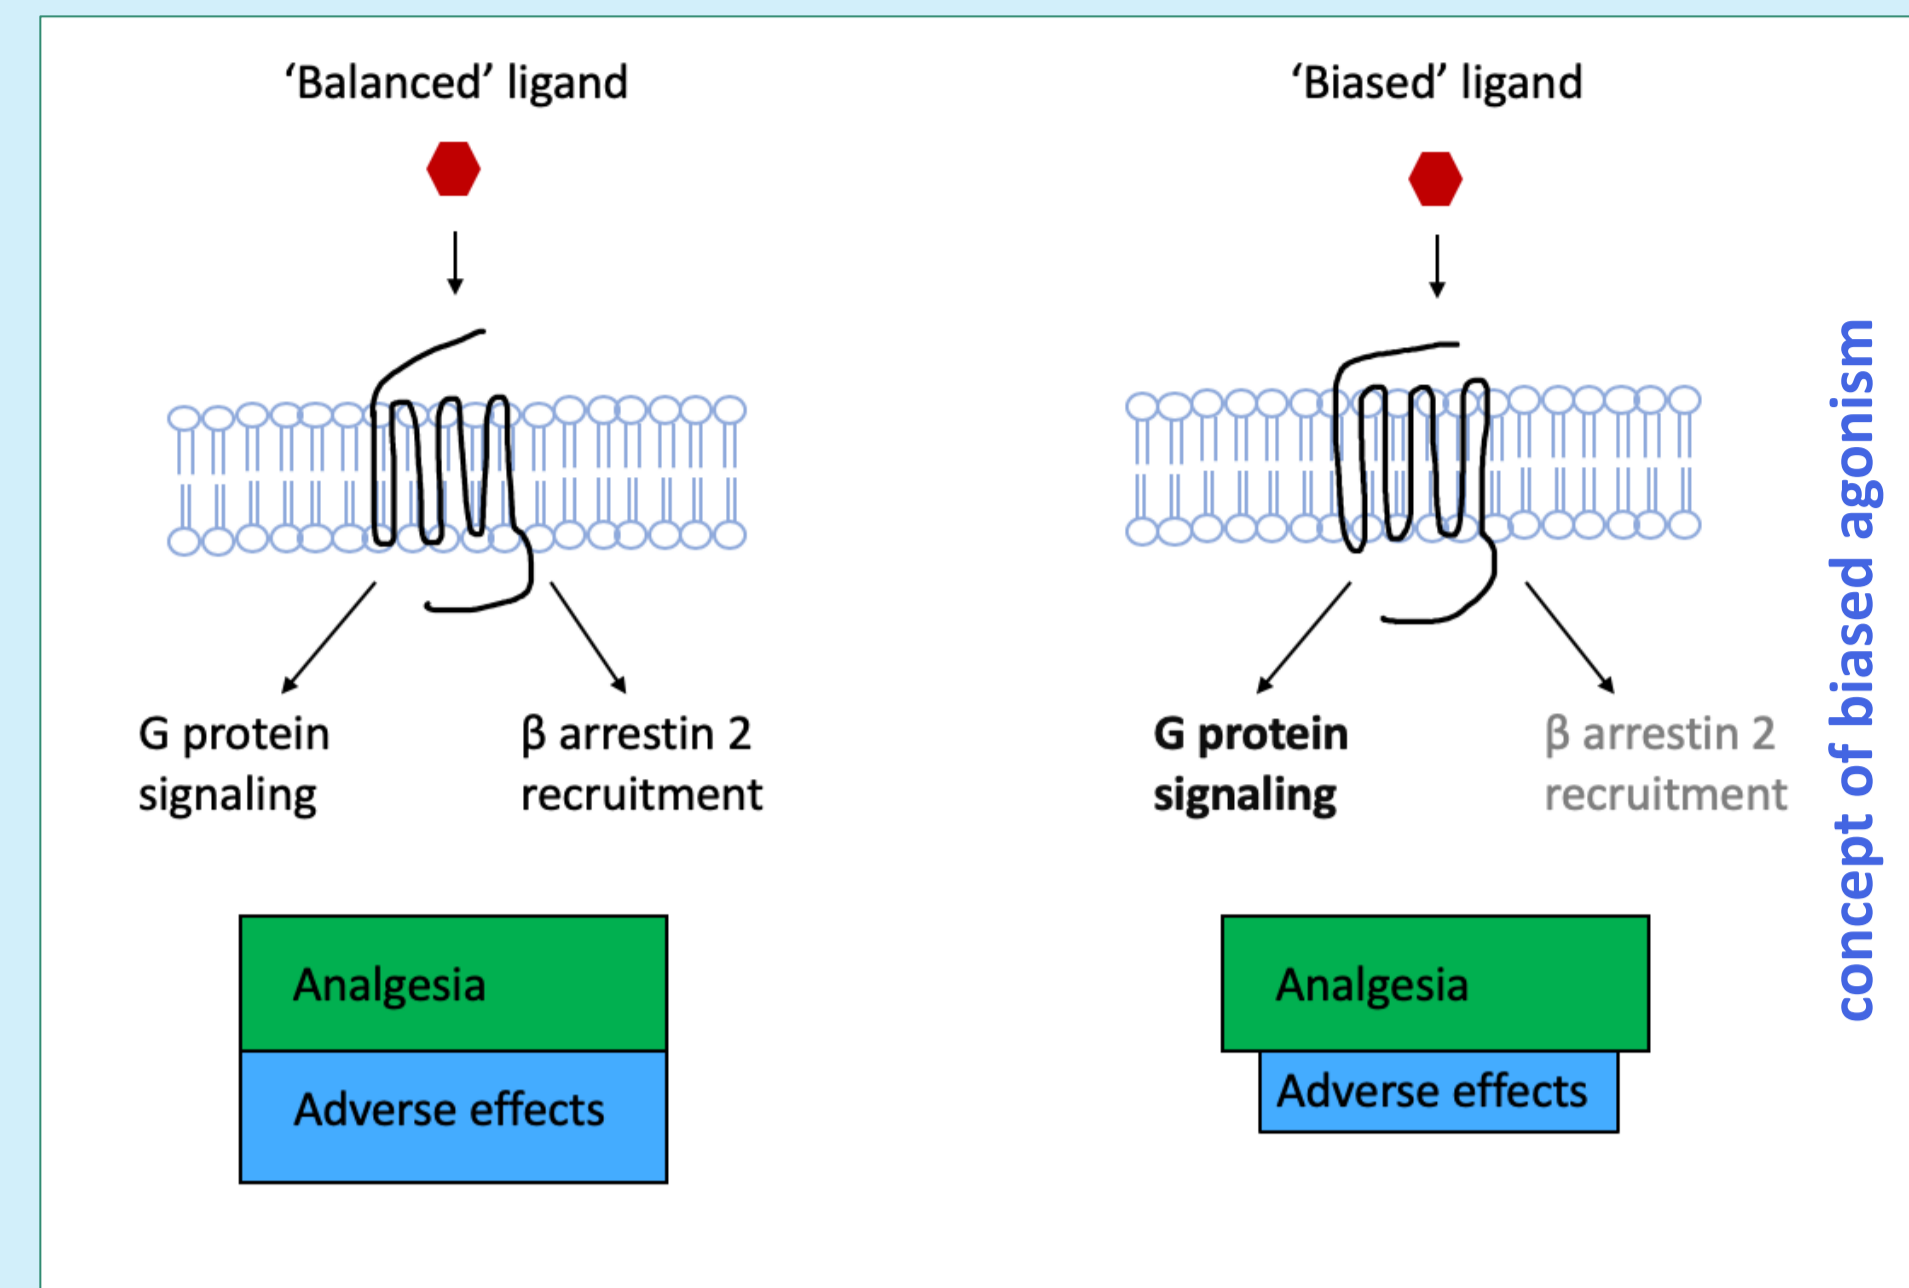 ‘Balanced’ ligand
G protein
signaling
β arrestin 2
recruitment
Analgesia
Adverse effects
‘Biased’ ligand
G protein
signaling
β arrestin 2
recruitment
Analgesia
Adverse effects
concept of biased agonism